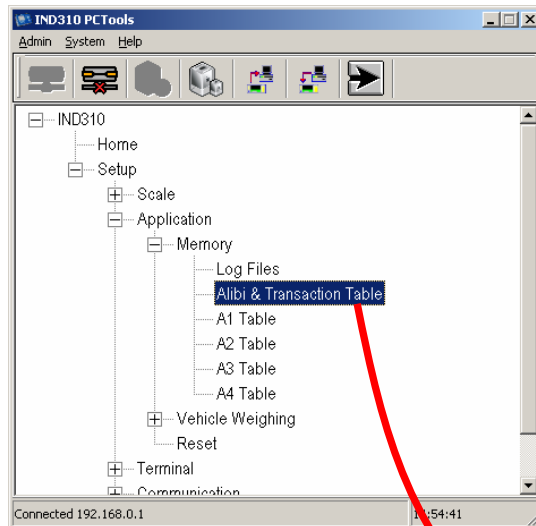 IND310 PCTools
Admin System Help
IND310
Home
Setup
Scale
Application
Memory
Log Files
Alibi & Transaction Table
A1 Table
A2 Table
A3 Table
A4 Table
Vehicle Weighing
Reset
Terminal
Communication
Connected 192.168.0.1
:54:41